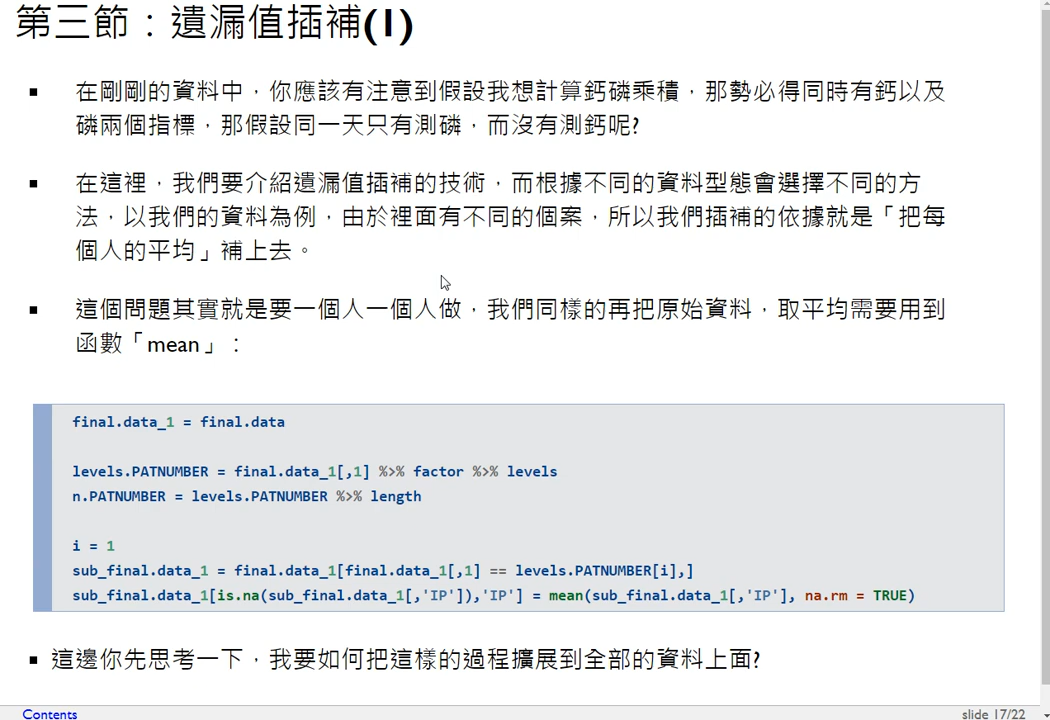 第三節：遺漏值插補(1)
▪ 在剛剛的資料中，你應該有注意到假設我想計算鈣磷乘積，那勢必得同時有鈣以及
磷兩個指標，那假設同一天只有測磷，而沒有測鈣呢?
▪ 在這裡，我們要介紹遺漏值插補的技術，而根據不同的資料型態會選擇不同的方
法，以我們的資料為例，由於裡面有不同的個案，所以我們插補的依據就是「把每
個人的平均」補上去。
▪ 這個問題其實就是要一個人一個人做，我們同樣的再把原始資料，取平均需要用到
函數「mean」：
final.data_1 = final.data
levels.PATNUMBER = final.data_1[,1] %>% factor %>% levels
n.PATNUMBER = levels.PATNUMBER %>% length
i = 1
sub_final.data_1 = final.data_1[final.data_1[,1] == levels.PATNUMBER[i],]
sub_final.data_1[is.na(sub_final.data_1[,'IP']),'IP'] = mean(sub_final.data_1[,'IP'], na.rm = TRUE)
▪ 這邊你先思考一下，我要如何把這樣的過程擴展到全部的資料上面?
Contents
slide 17/22